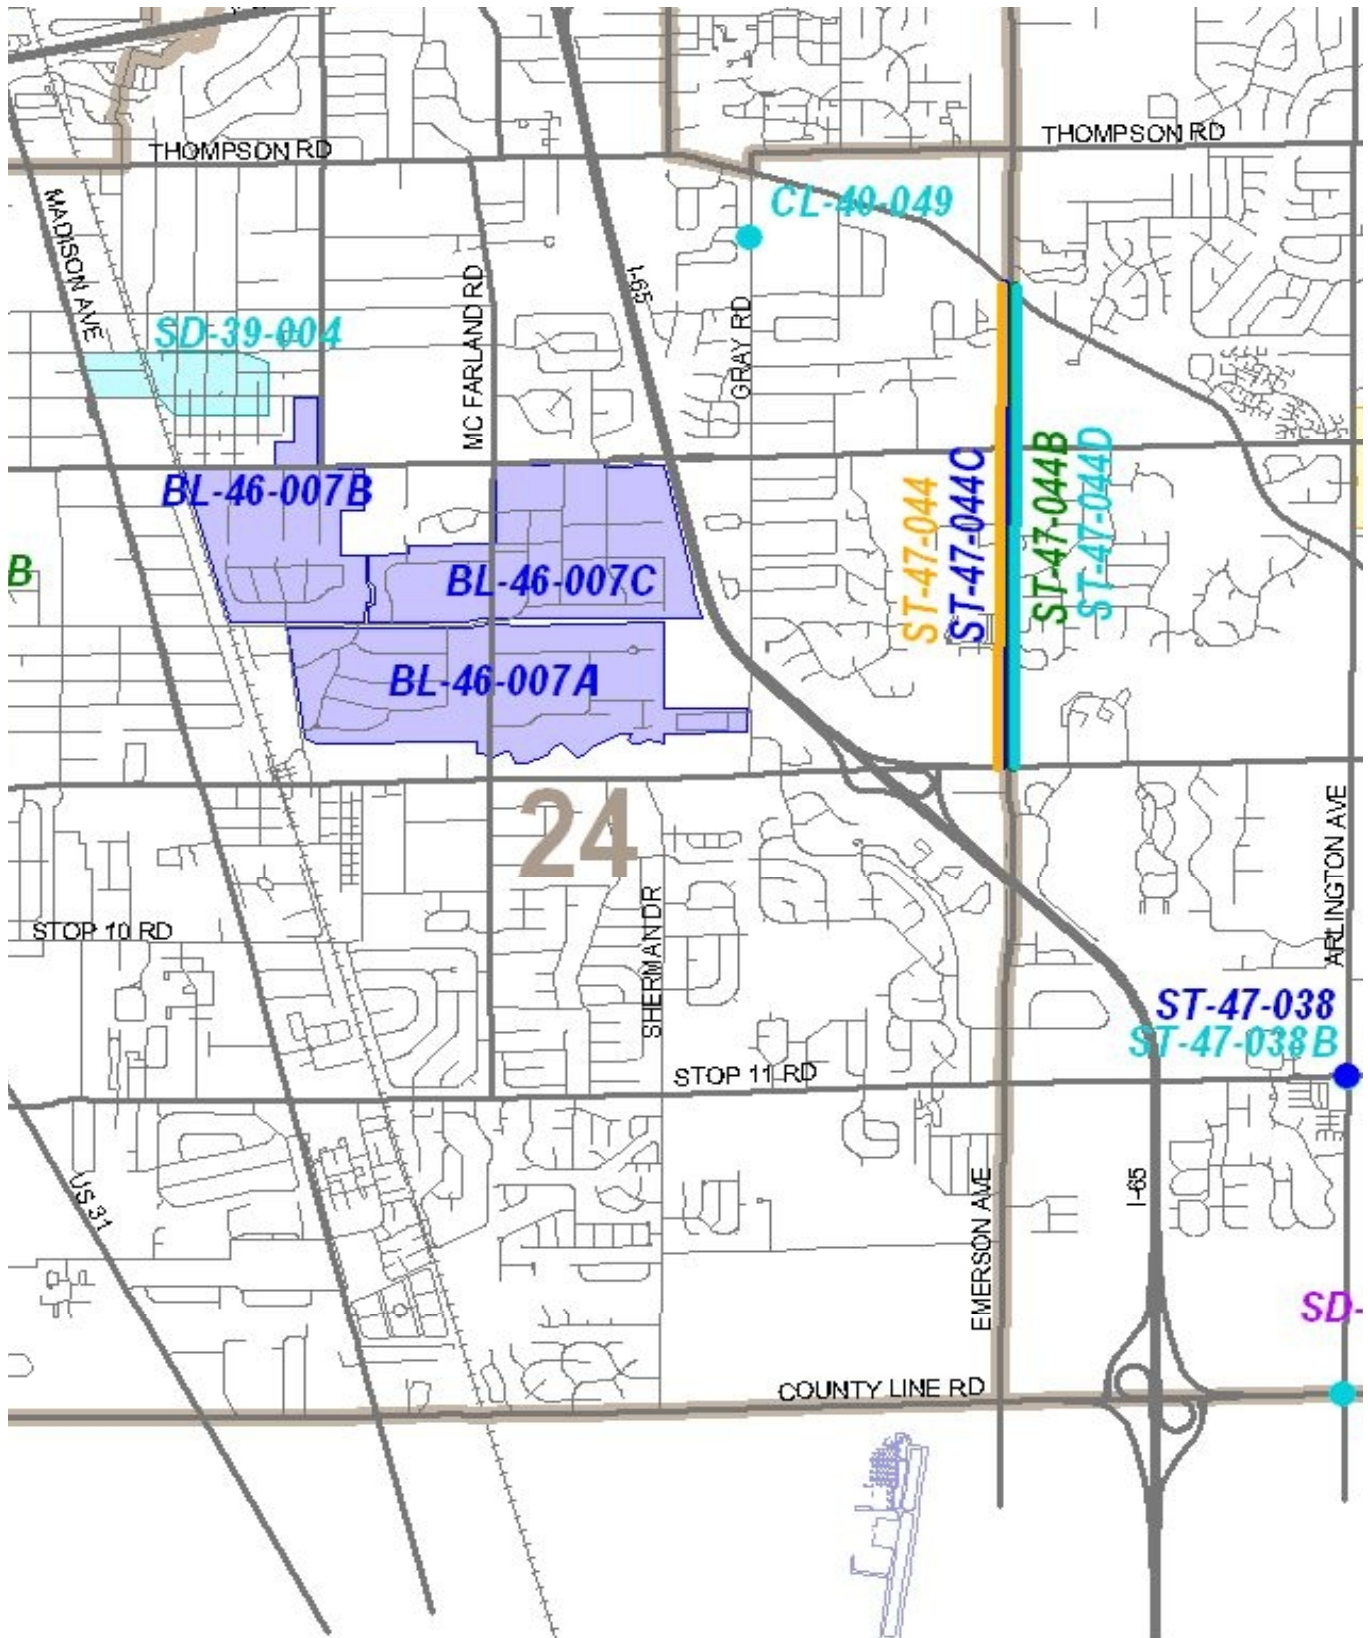 THOMPSON RD
THOMPSON RD
MADISON AVE
CL-40-049
MC FARLAND RD
I-65
GRAY RD
SD-39-004
BL-46-007B
ST-47-044
ST-47-044C
ST-47-044B
ST-47-044D
B
BL-46-007C
BL-46-007A
24
ARLINGTON AVE
STOP 10 RD
SHERMAN DR
ST-47-038
ST-47-038B
STOP 11 RD
US 31
EMERSON AVE
I-65
SD-
COUNTY LINE RD